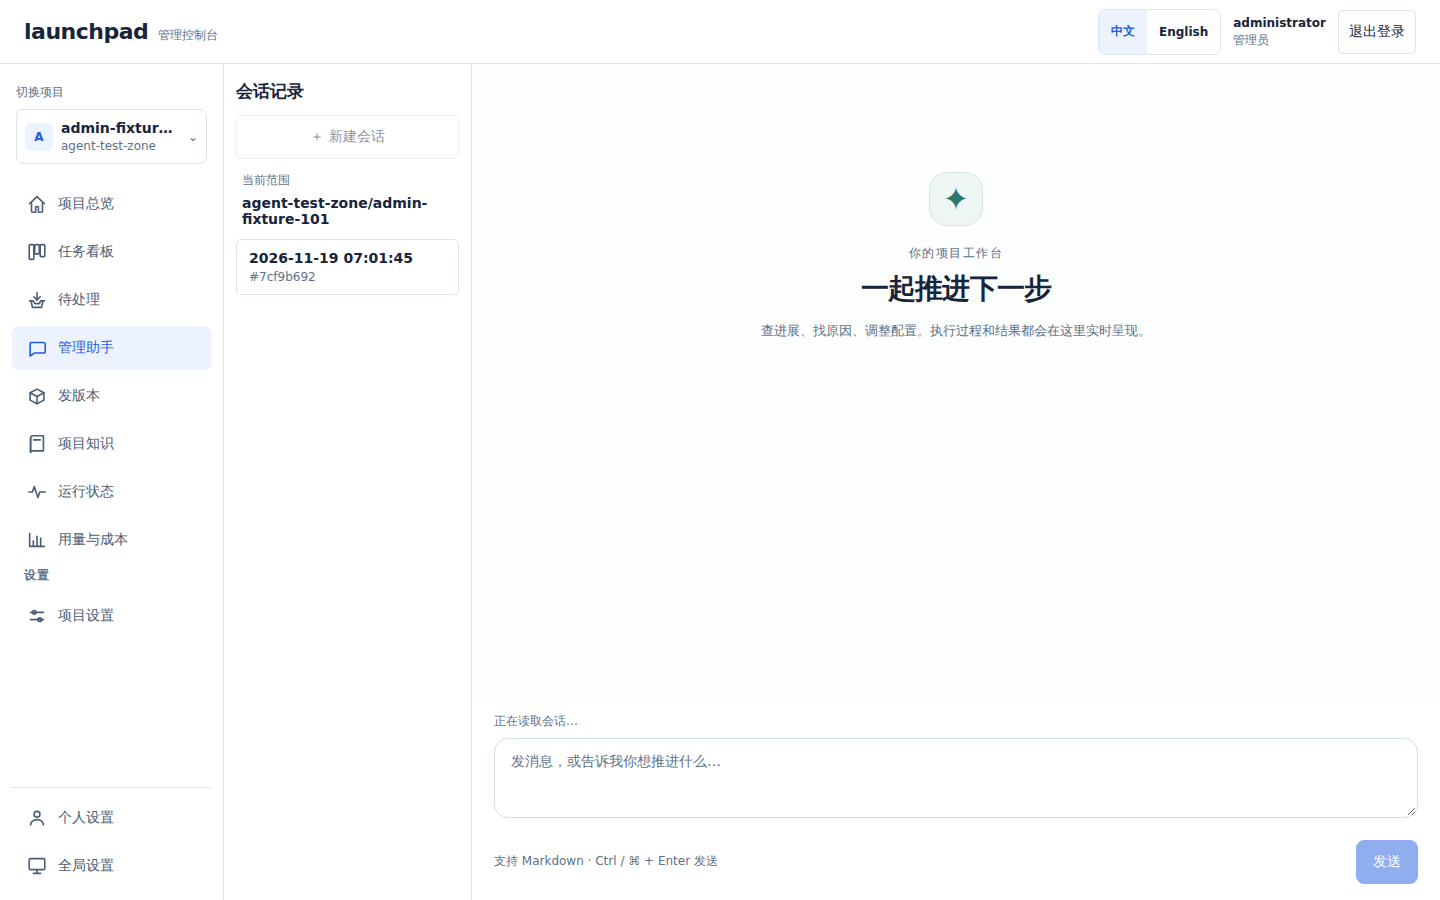 launchpad 管理控制台
中文 English
administrator
管理员
退出登录
切换项目
A
admin-fixtur…
agent-test-zone
项目总览
任务看板
待处理
管理助手
发版本
项目知识
运行状态
用量与成本
设置
项目设置
个人设置
全局设置
会话记录
+ 新建会话
当前范围
agent-test-zone/admin-
fixture-101
2026-11-19 07:01:45
#7cf9b692
你的项目工作台
一起推进下一步
查进展、找原因、调整配置。执行过程和结果都会在这里实时呈现。
正在读取会话…
发消息，或告诉我你想推进什么…
支持 Markdown · Ctrl / ⌘ + Enter 发送
发送